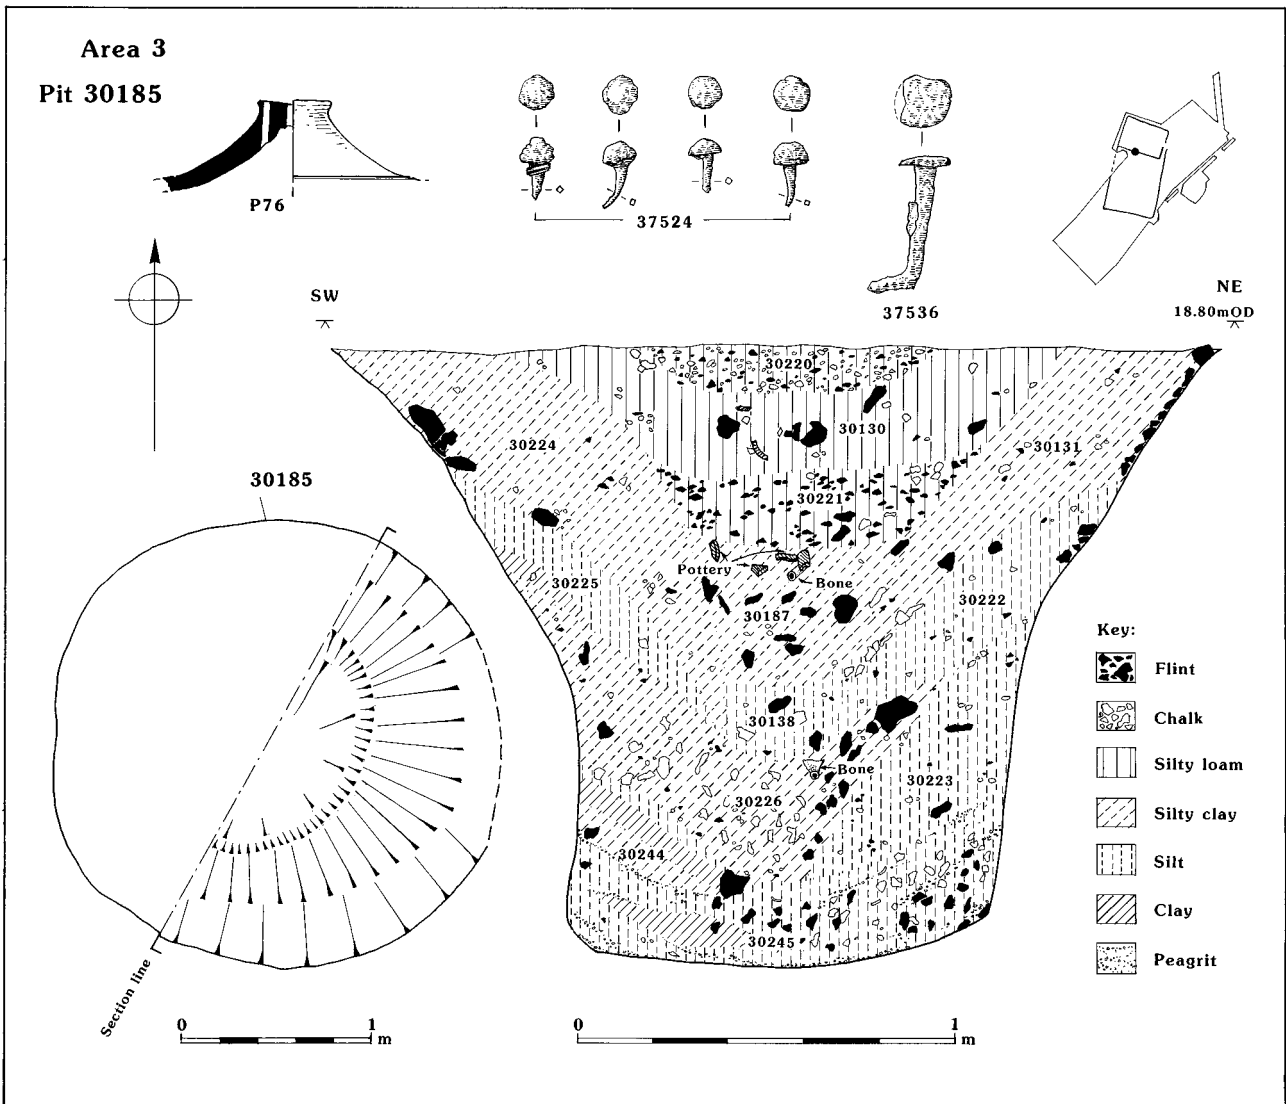 Area 3
Pit 30185
P76
37524
37536
SW
NE
18.80mOD
30220
30130
30224
30131
30185
30221
Pottery
Bone
30225
30187
30222
30138
Bone
30223
30226
30244
30245
Section line
Key:
Flint
Chalk
Silty loam
Silty clay
Silt
Clay
Peagrit
0 1
m
0 1
m